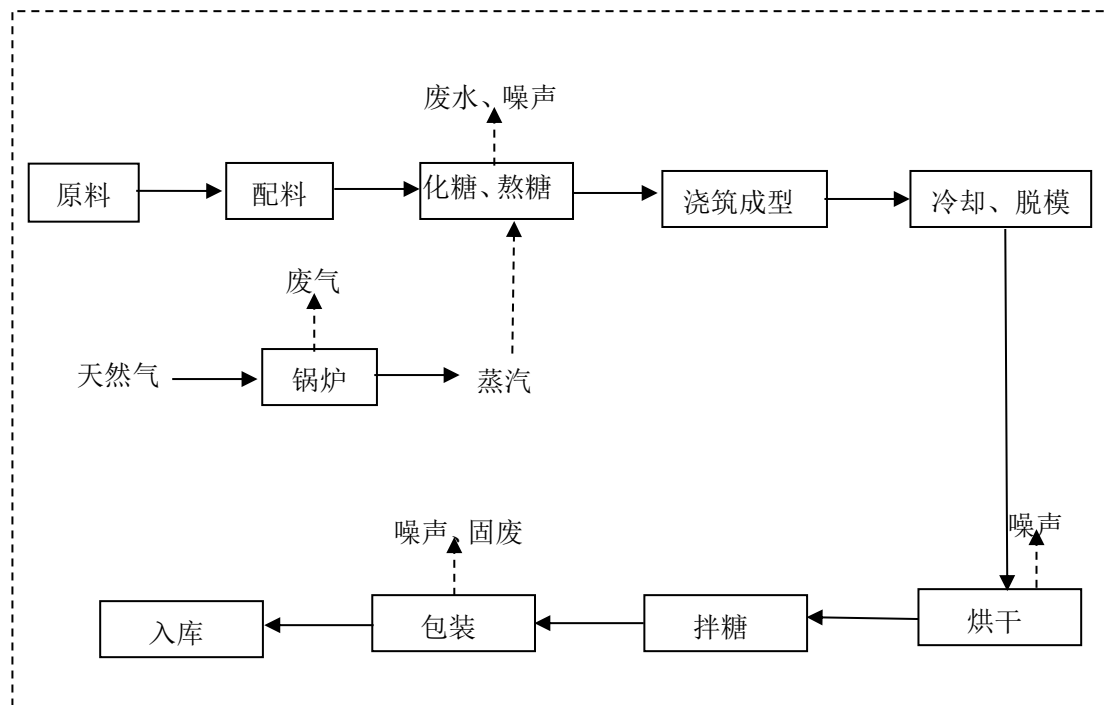 废水、噪声
原料
配料
化糖、熬糖
浇筑成型
冷却、脱模
废气
天然气
锅炉
蒸汽
噪声、固废
噪声
入库
包装
拌糖
烘干